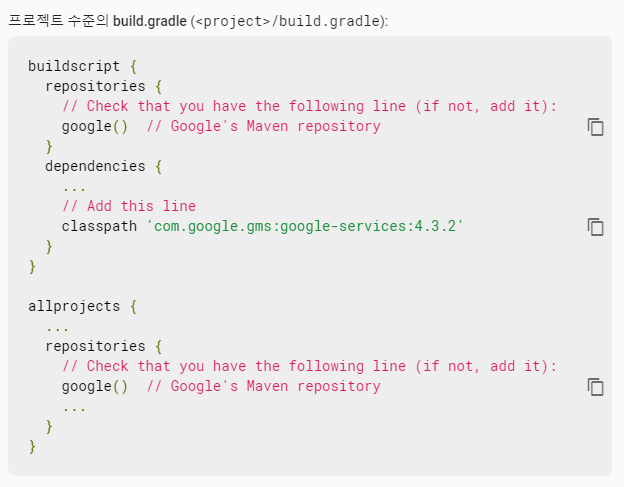 프로젝트 수준의 build.gradle (<project>/build.gradle):
buildscript {
  repositories {
    // Check that you have the following line (if not, add it):
    google()  // Google's Maven repository
  }
  dependencies {
    ...
    // Add this line
    classpath 'com.google.gms:google-services:4.3.2'
  }
}

allprojects {
  ...
  repositories {
    // Check that you have the following line (if not, add it):
    google()  // Google's Maven repository
    ...
  }
}